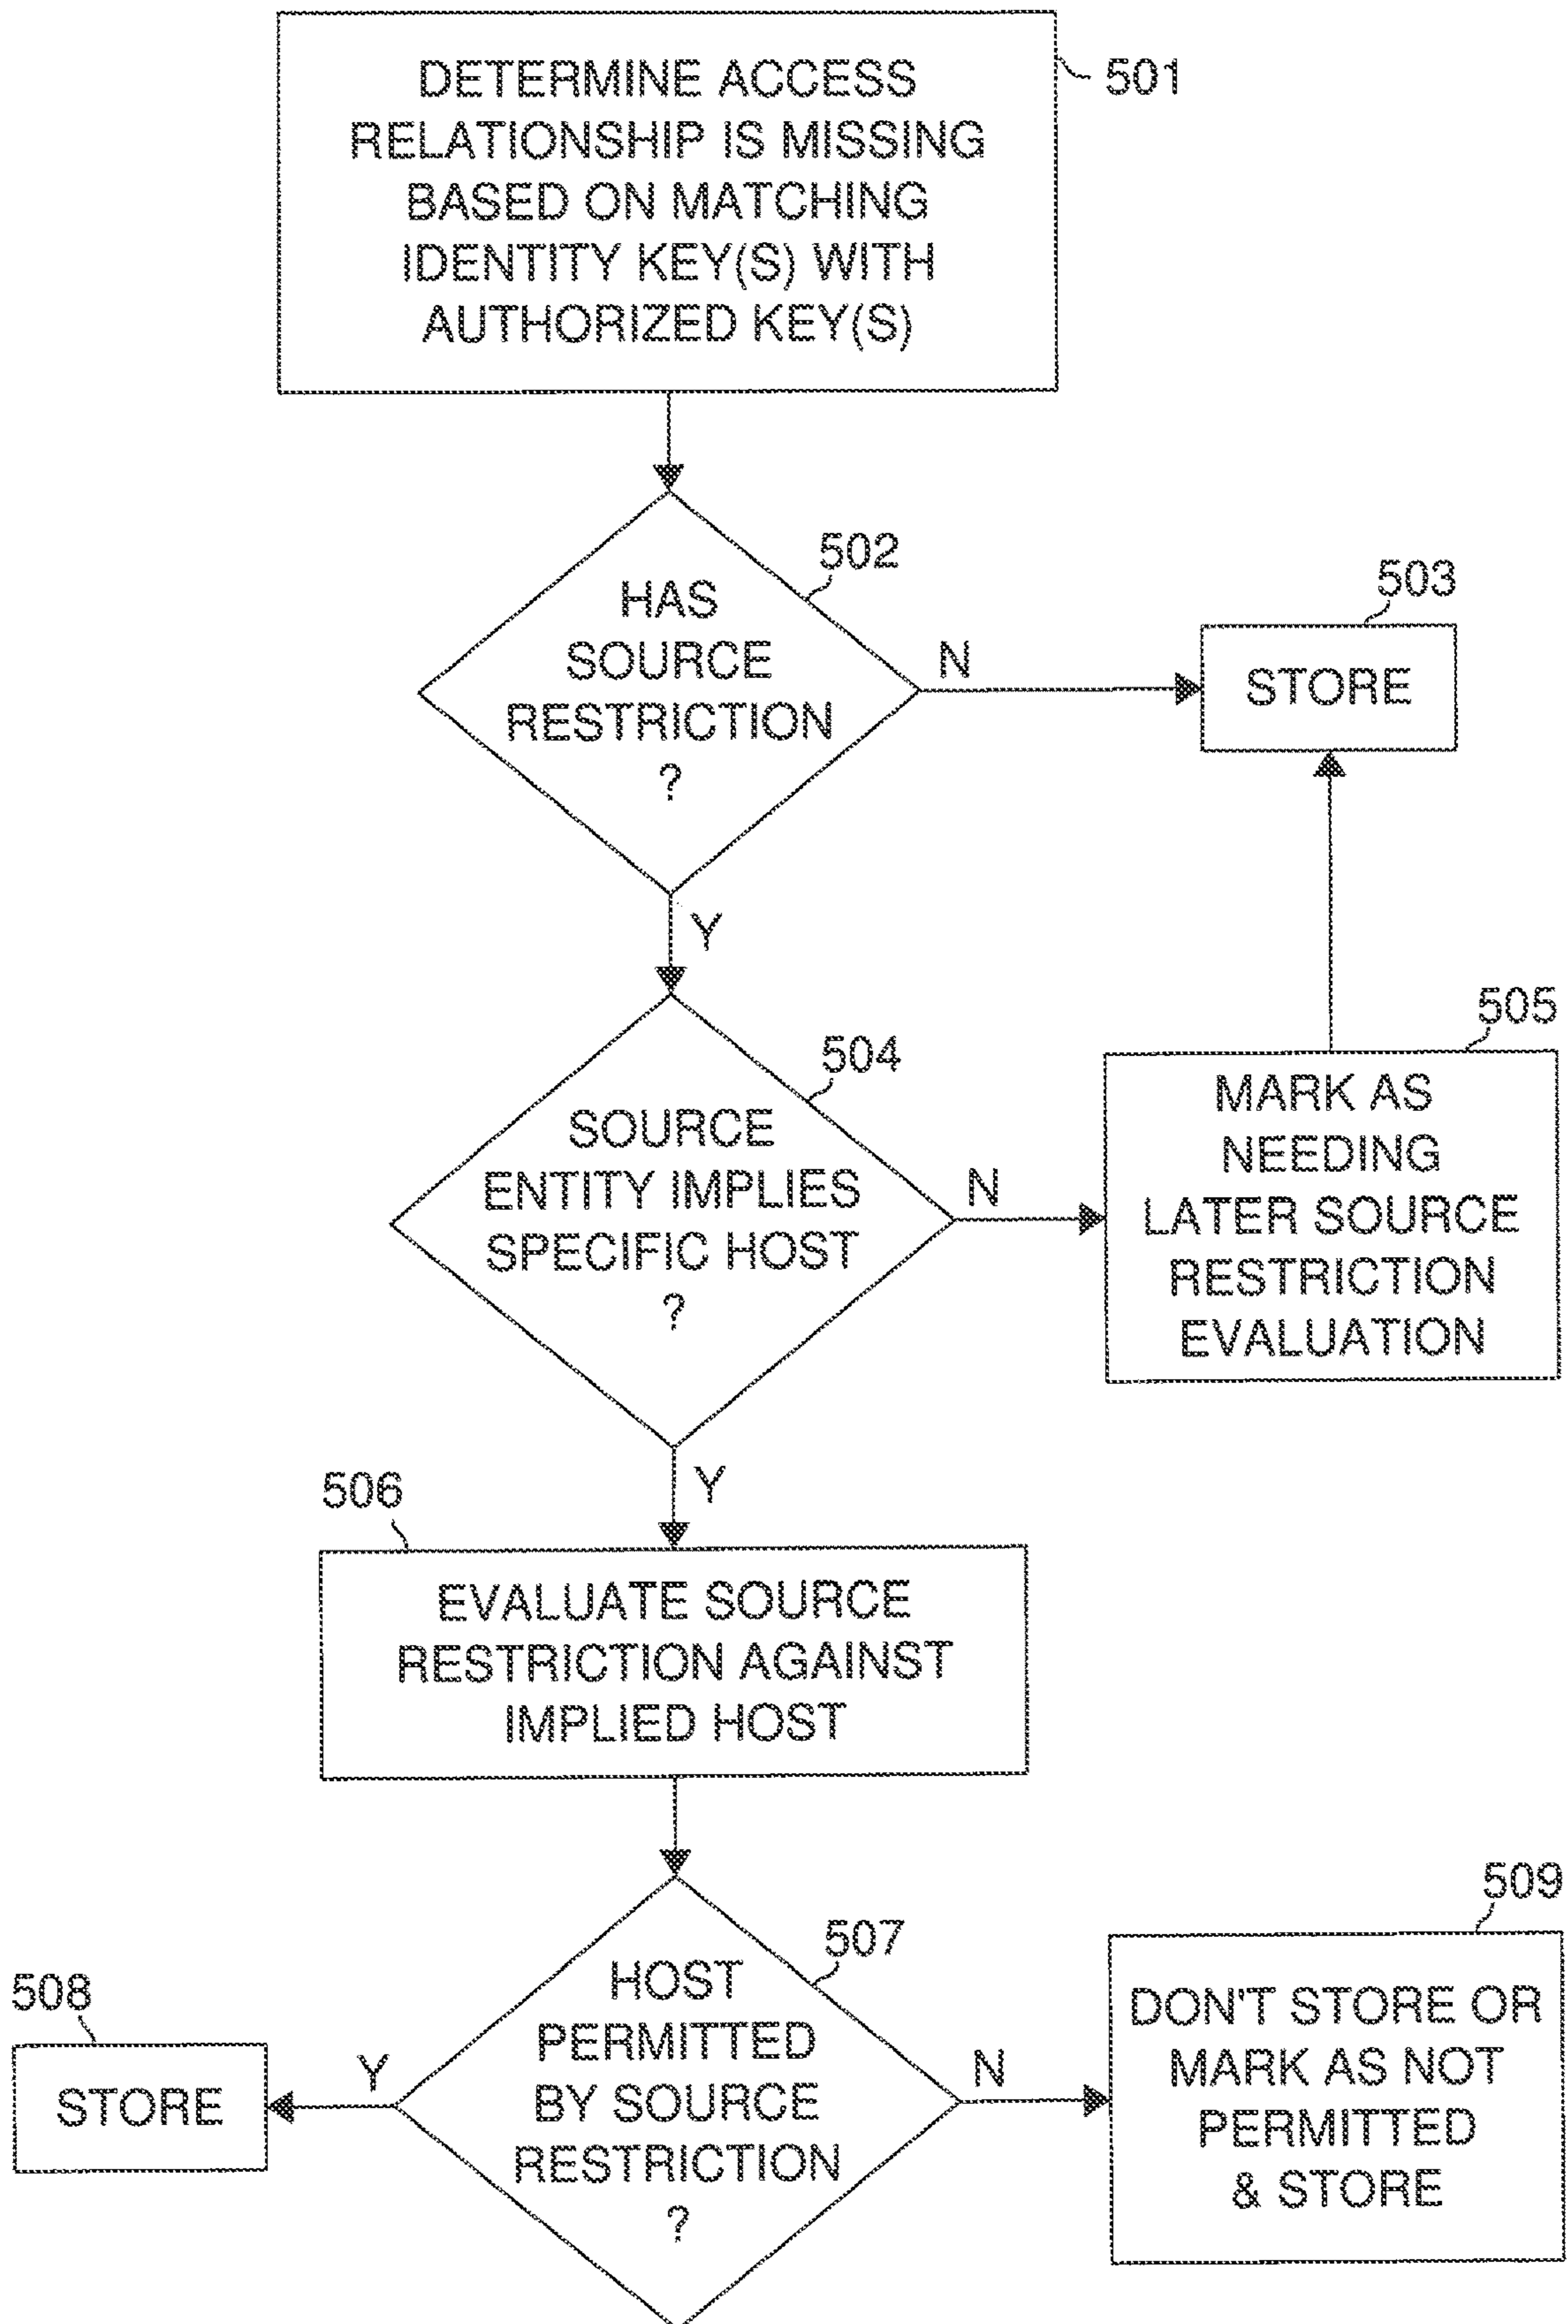 DETERMINE ACCESS
RELATIONSHIP IS MISSING
BASED ON MATCHING
IDENTITY KEY(S) WITH
AUTHORIZED KEY(S)
501
HAS
SOURCE
RESTRICTION
?
502
N
503
STORE
Y
SOURCE
ENTITY IMPLIES
SPECIFIC HOST
?
504
N
505
MARK AS
NEEDING
LATER SOURCE
RESTRICTION
EVALUATION
Y
506
EVALUATE SOURCE
RESTRICTION AGAINST
IMPLIED HOST
HOST
PERMITTED
BY SOURCE
RESTRICTION
?
507
Y
508
STORE
N
509
DON'T STORE OR
MARK AS NOT
PERMITTED
& STORE